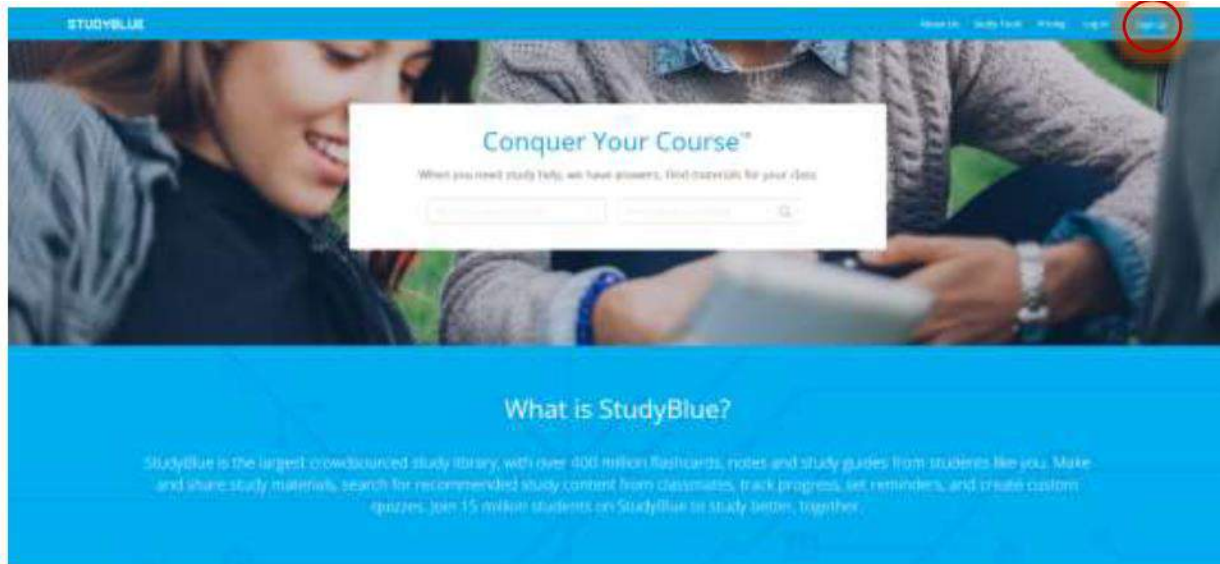 STUDYBLUE
About Us Study Tools Pricing Log In Sign Up
Conquer Your Course™
When you need study help, we have answers. Find materials for your class.
What is StudyBlue?
StudyBlue is the largest crowdsourced study library, with over 400 million flashcards, notes and study guides from students like you. Make
and share study materials, search for recommended study content from classmates, track progress, set reminders, and create custom
quizzes. Join 15 million students on StudyBlue to study better, together.